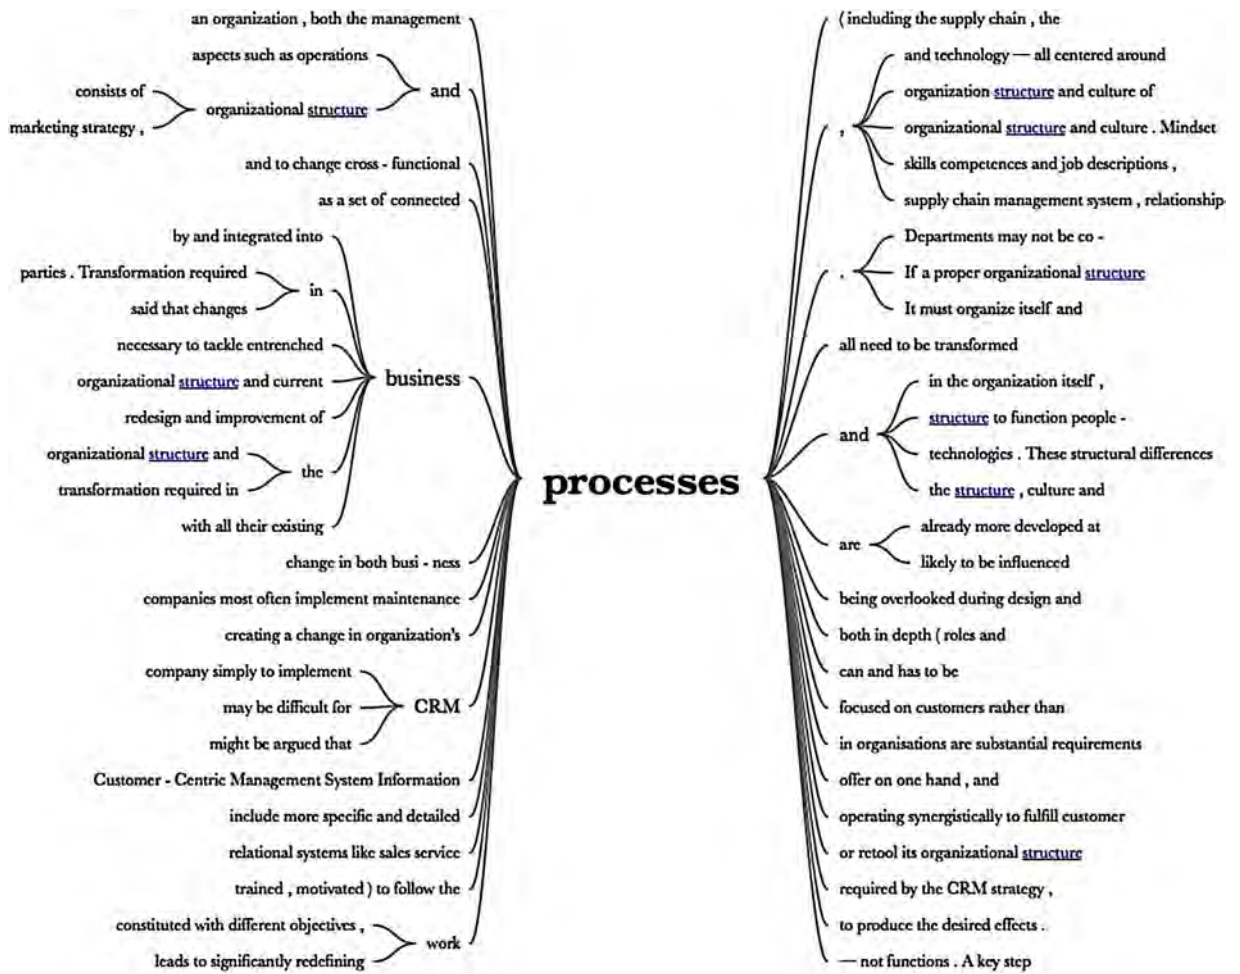 an organization , both the management
aspects such as operations
and
consists of
organizational structure
marketing strategy ,
and to change cross - functional
as a set of connected
by and integrated into
parties . Transformation required
in
said that changes
necessary to tackle entrenched
business
organizational structure and current
redesign and improvement of
organizational structure and
the
transformation required in
with all their existing
change in both busi - ness
companies most often implement maintenance
creating a change in organization's
company simply to implement
may be difficult for
CRM
might be argued that
Customer - Centric Management System Information
include more specific and detailed
relational systems like sales service
trained , motivated ) to follow the
constituted with different objectives ,
work
leads to significantly redefining
processes
( including the supply chain , the
and technology — all centered around
organization structure and culture of
,
organizational structure and culture . Mindset
skills competences and job descriptions ,
supply chain management system , relationship
Departments may not be co -
.
If a proper organizational structure
It must organize itself and
all need to be transformed
in the organization itself ,
structure to function people -
and
technologies . These structural differences
the structure , culture and
already more developed at
are
likely to be influenced
being overlooked during design and
both in depth ( roles and
can and has to be
focused on customers rather than
in organisations are substantial requirements
offer on one hand , and
operating synergistically to fulfill customer
or retool its organizational structure
required by the CRM strategy ,
to produce the desired effects .
— not functions . A key step